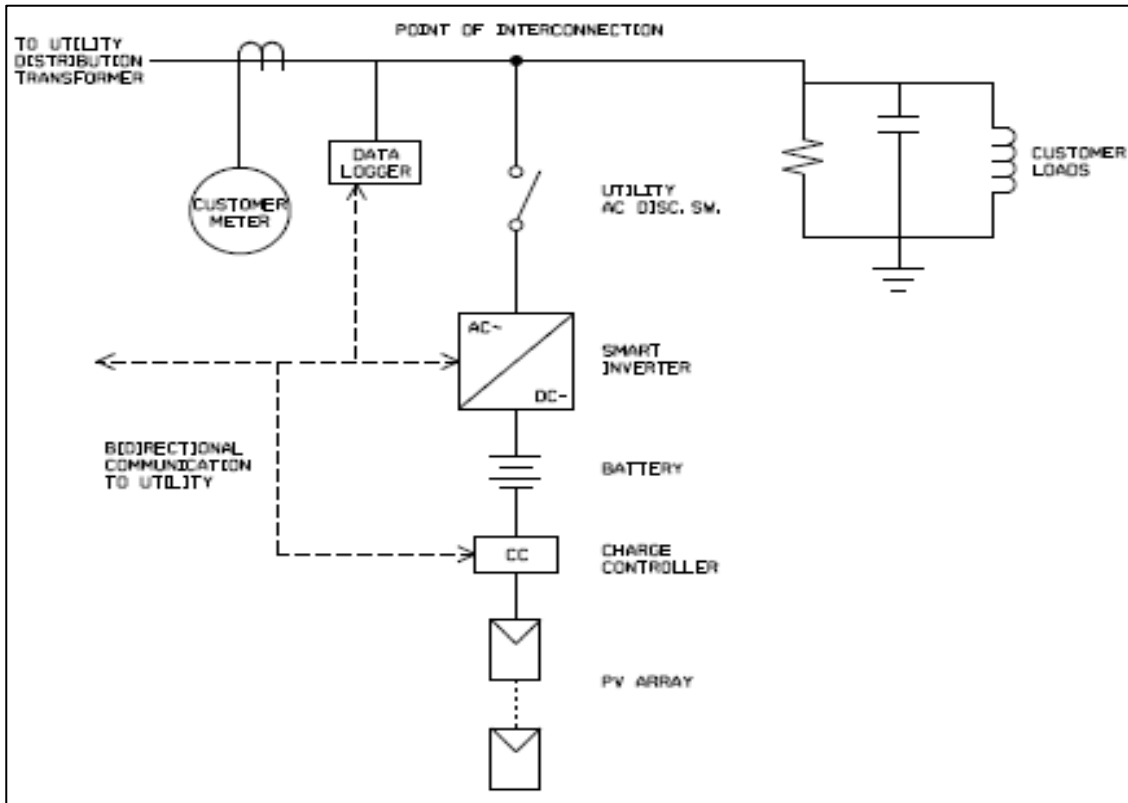 POINT OF INTERCONNECTION
TO UTILITY
DISTRIBUTION
TRANSFORMER
DATA
LOGGER
CUSTOMER
METER
CUSTOMER
LOADS
UTILITY
AC DISC. SW.
AC~
DC-
SMART
INVERTER
BIDIRECTIONAL
COMMUNICATION
TO UTILITY
BATTERY
CC
CHARGE
CONTROLLER
PV ARRAY